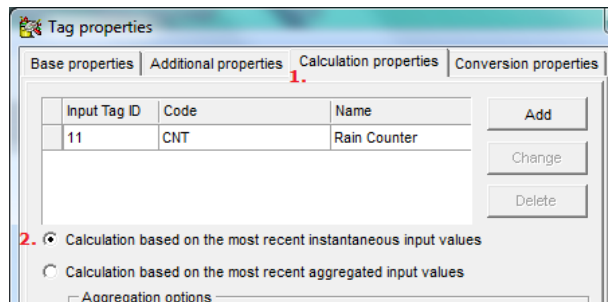 Tag properties
Base properties Additional properties Calculation properties Conversion properties
1.
Input Tag ID Code Name Add
11 CNT Rain Counter
Change
Delete
2. Calculation based on the most recent instantaneous input values
Calculation based on the most recent aggregated input values
Aggregation options